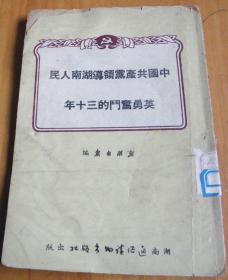 中國共產黨領導湖南人民
英勇奮鬥的三十年
編
湖南通俗讀物出版社出版